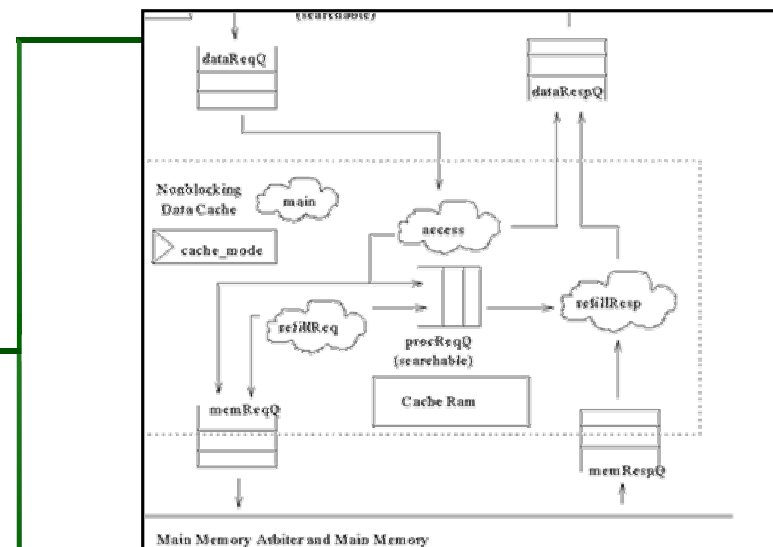 (searchable)
dataReqQ
dataRespQ
Nonblocking
Data Cache
main
access
cache_mode
refillReq
refillResp
procReqQ
(searchable)
Cache Ram
memReqQ
memRespQ
Main Memory Arbiter and Main Memory